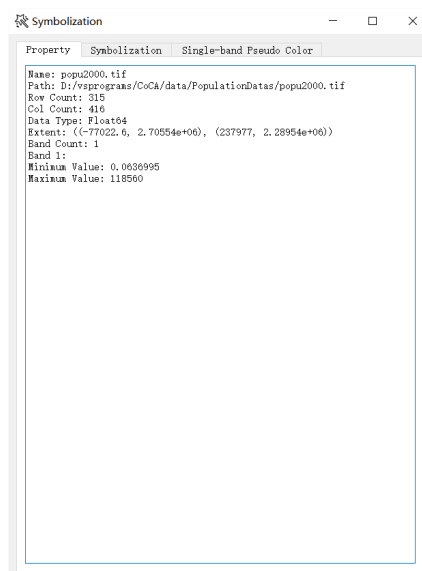 Symbolization
Property Symbolization Single-band Pseudo Color
Name: popu2000.tif
Path: D:/vsprograms/CoCA/data/PopulationDatas/popu2000.tif
Row Count: 315
Col Count: 416
Data Type: Float64
Extent: ((-77022.6, 2.70554e+06), (237977, 2.28954e+06))
Band Count: 1
Band 1:
Minimum Value: 0.0636995
Maximum Value: 118560